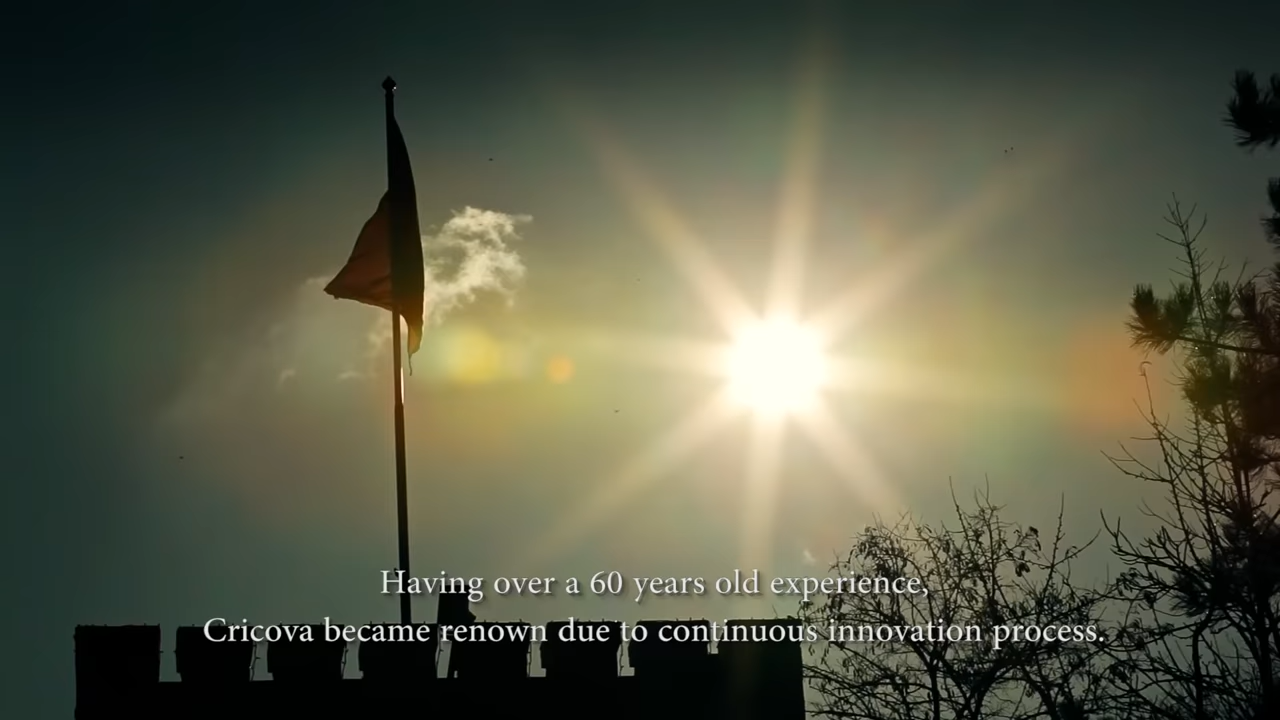 Having over a 60 years old experience,
Cricova became renown due to continuous innovation process.